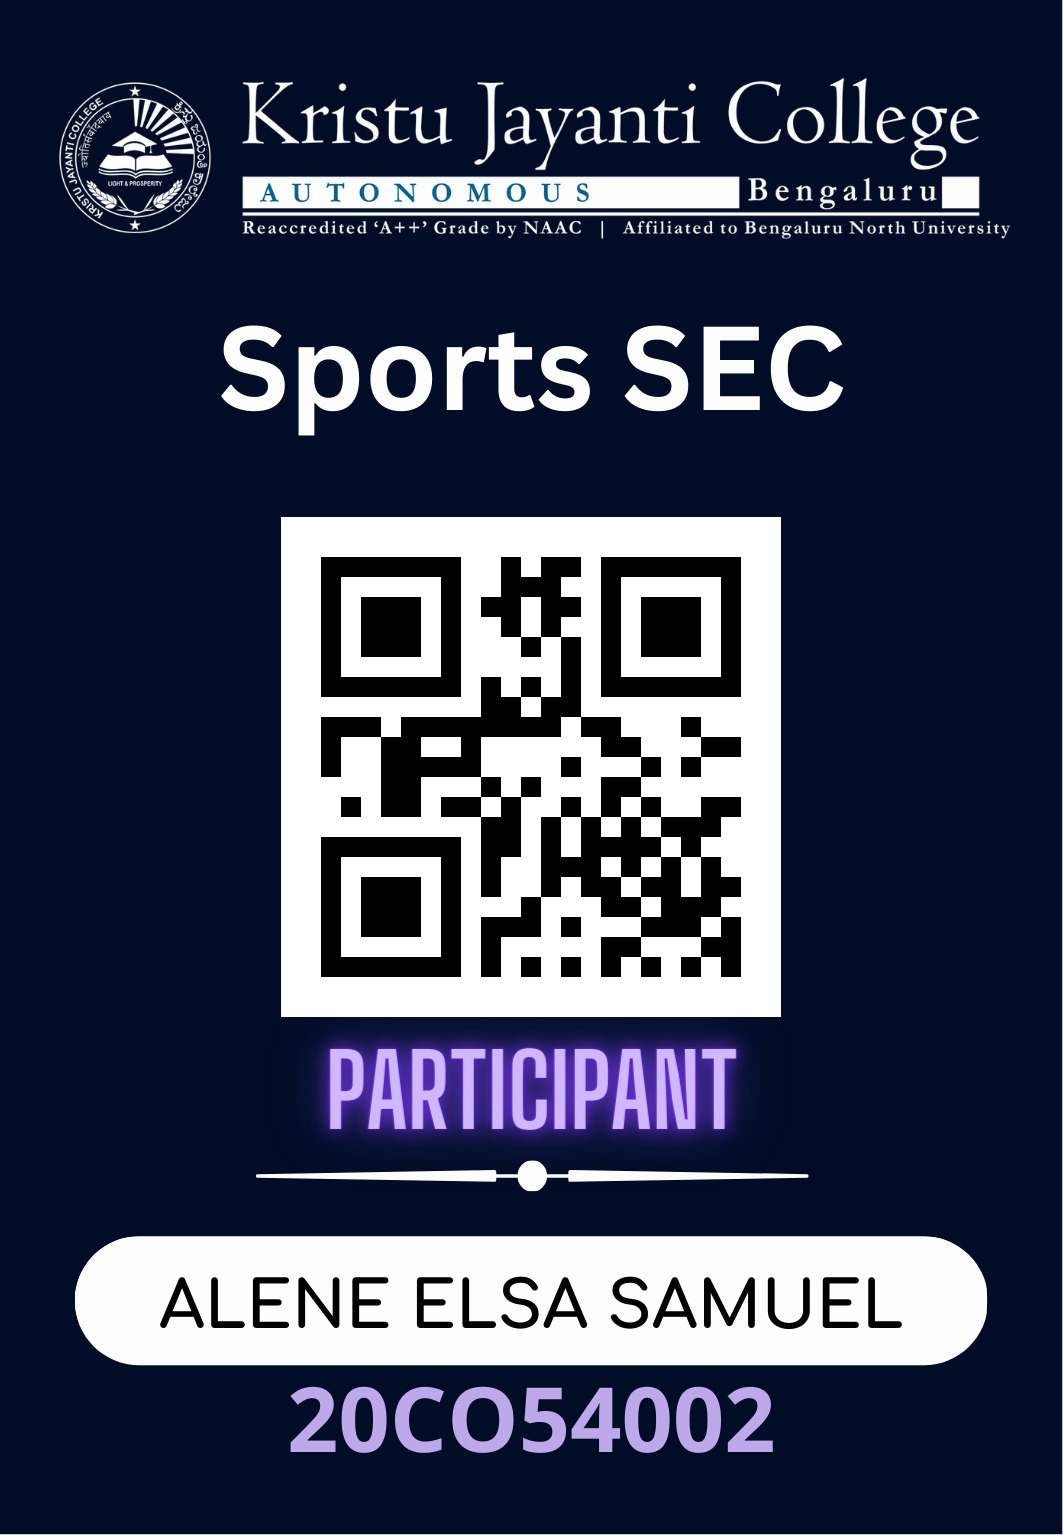 KRISTU JAYANTI COLLEGE
ಕ್ರಿಸ್ತು ಜಯಂತಿ ಕಾಲೇಜು
LIGHT & PROSPERITY
Kristu Jayanti College
AUTONOMOUS Bengaluru
Reaccredited ‘A++’ Grade by NAAC | Affiliated to Bengaluru North University
Sports SEC
PARTICIPANT
ALENE ELSA SAMUEL
20CO54002